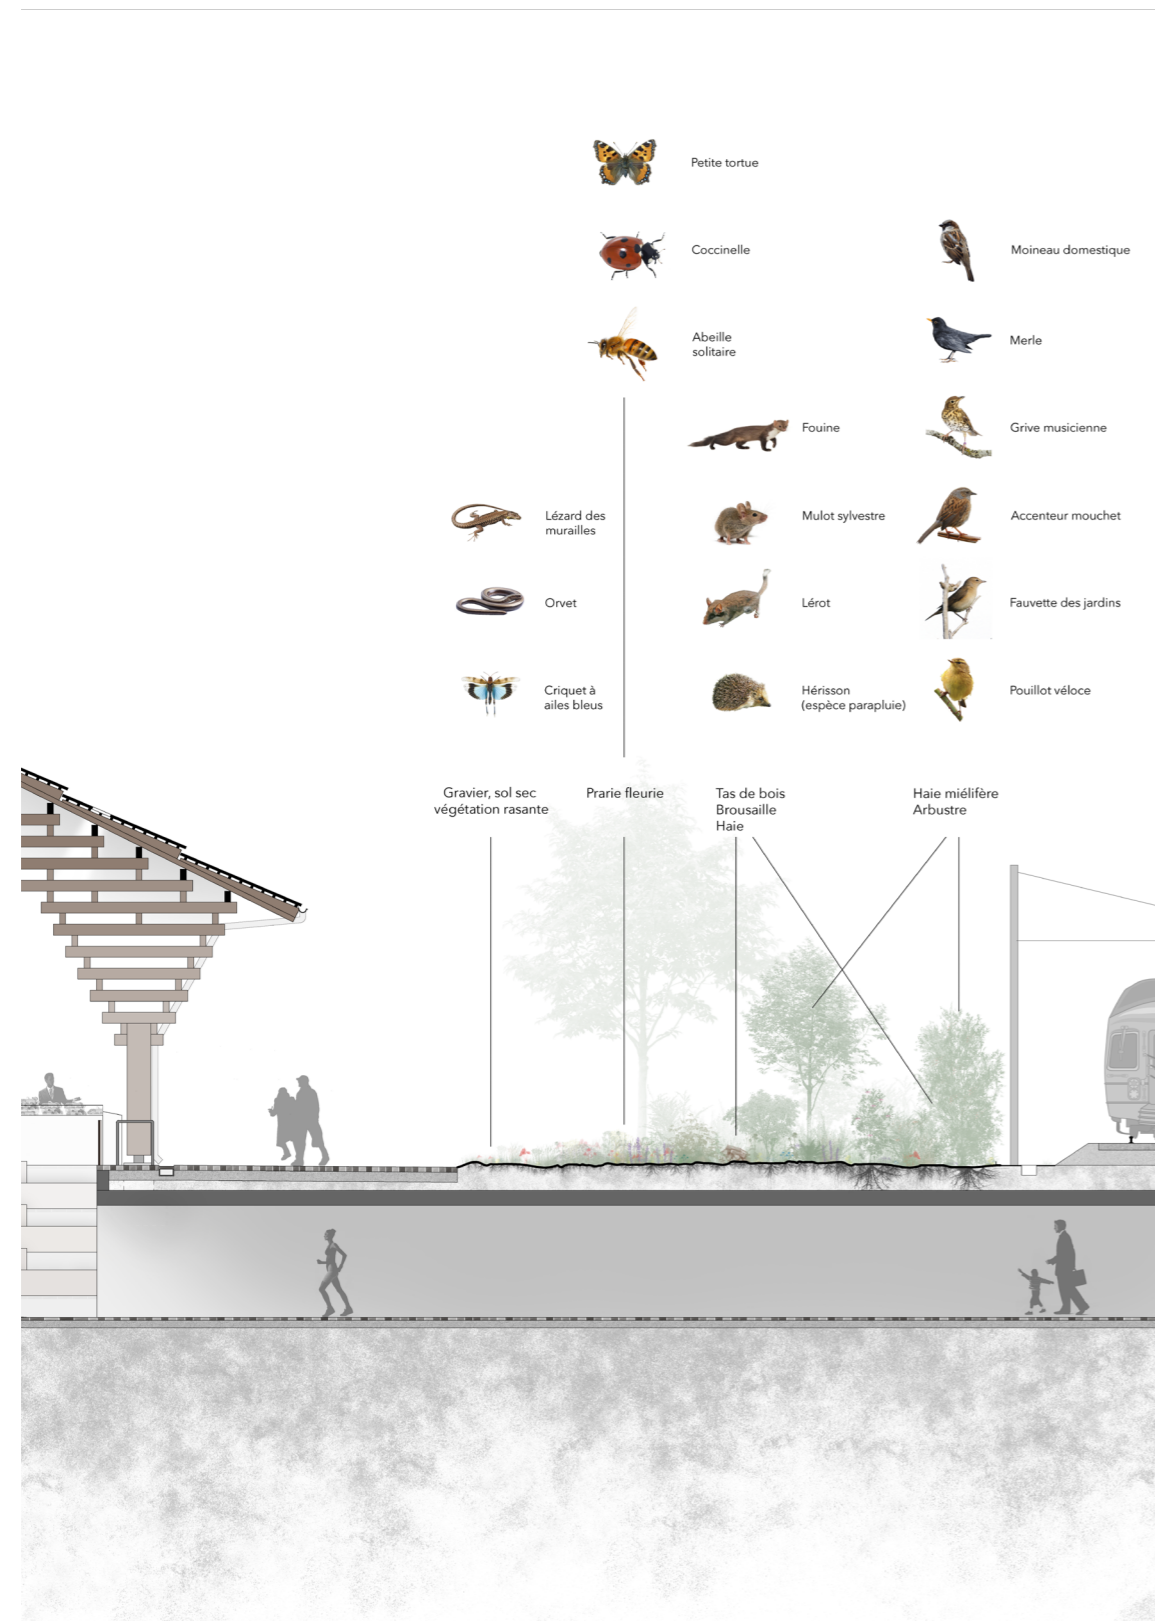 Petite tortue
Coccinelle
Moineau domestique
Abeille
solitaire
Merle
Fouine
Grive musicienne
Lézard des
murailles
Mulot sylvestre
Accenteur mouchet
Orvet
Lérot
Fauvette des jardins
Criquet à
ailes bleus
Hérisson
(espèce parapluie)
Pouillot véloce
Gravier, sol sec
végétation rasante
Prarie fleurie
Tas de bois
Brousaille
Haie
Haie miélifère
Arbustre